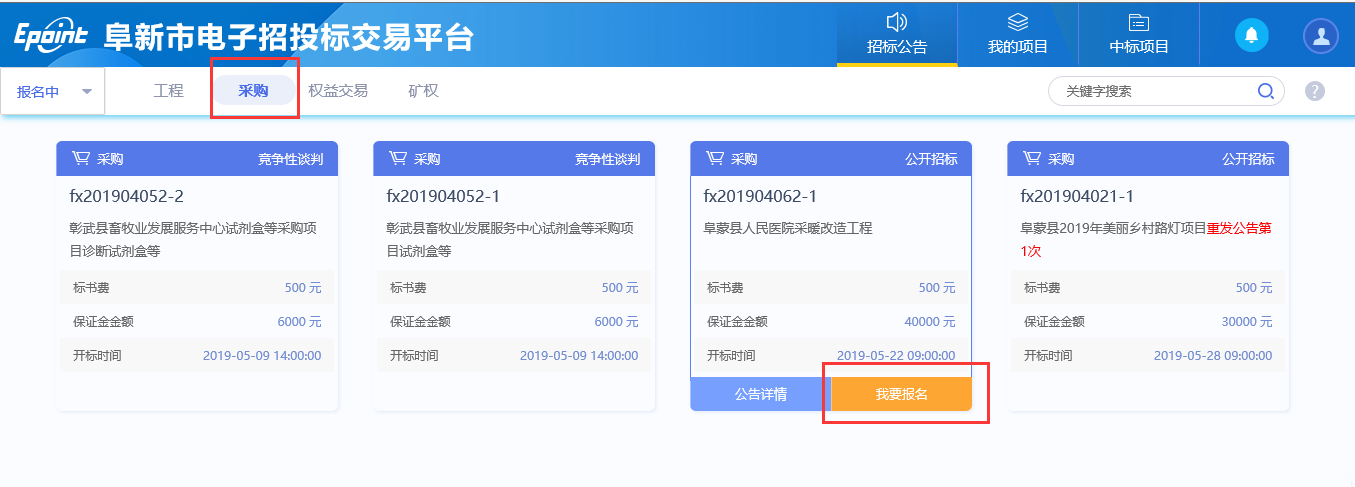 Epoint 阜新市电子招投标交易平台
招标公告
我的项目
中标项目
报名中
工程
采购
权益交易
矿权
关键字搜索
?
采购 竞争性谈判
fx201904052-2
彰武县畜牧业发展服务中心试剂盒等采购项
目诊断试剂盒等
标书费 500 元
保证金金额 6000 元
开标时间 2019-05-09 14:00:00
采购 竞争性谈判
fx201904052-1
彰武县畜牧业发展服务中心试剂盒等采购项
目试剂盒等
标书费 500 元
保证金金额 6000 元
开标时间 2019-05-09 14:00:00
采购 公开招标
fx201904062-1
阜蒙县人民医院采暖改造工程
标书费 500 元
保证金金额 40000 元
开标时间 2019-05-22 09:00:00
公告详情 我要报名
采购 公开招标
fx201904021-1
阜蒙县2019年美丽乡村路灯项目重发公告第
1次
标书费 500 元
保证金金额 30000 元
开标时间 2019-05-28 09:00:00